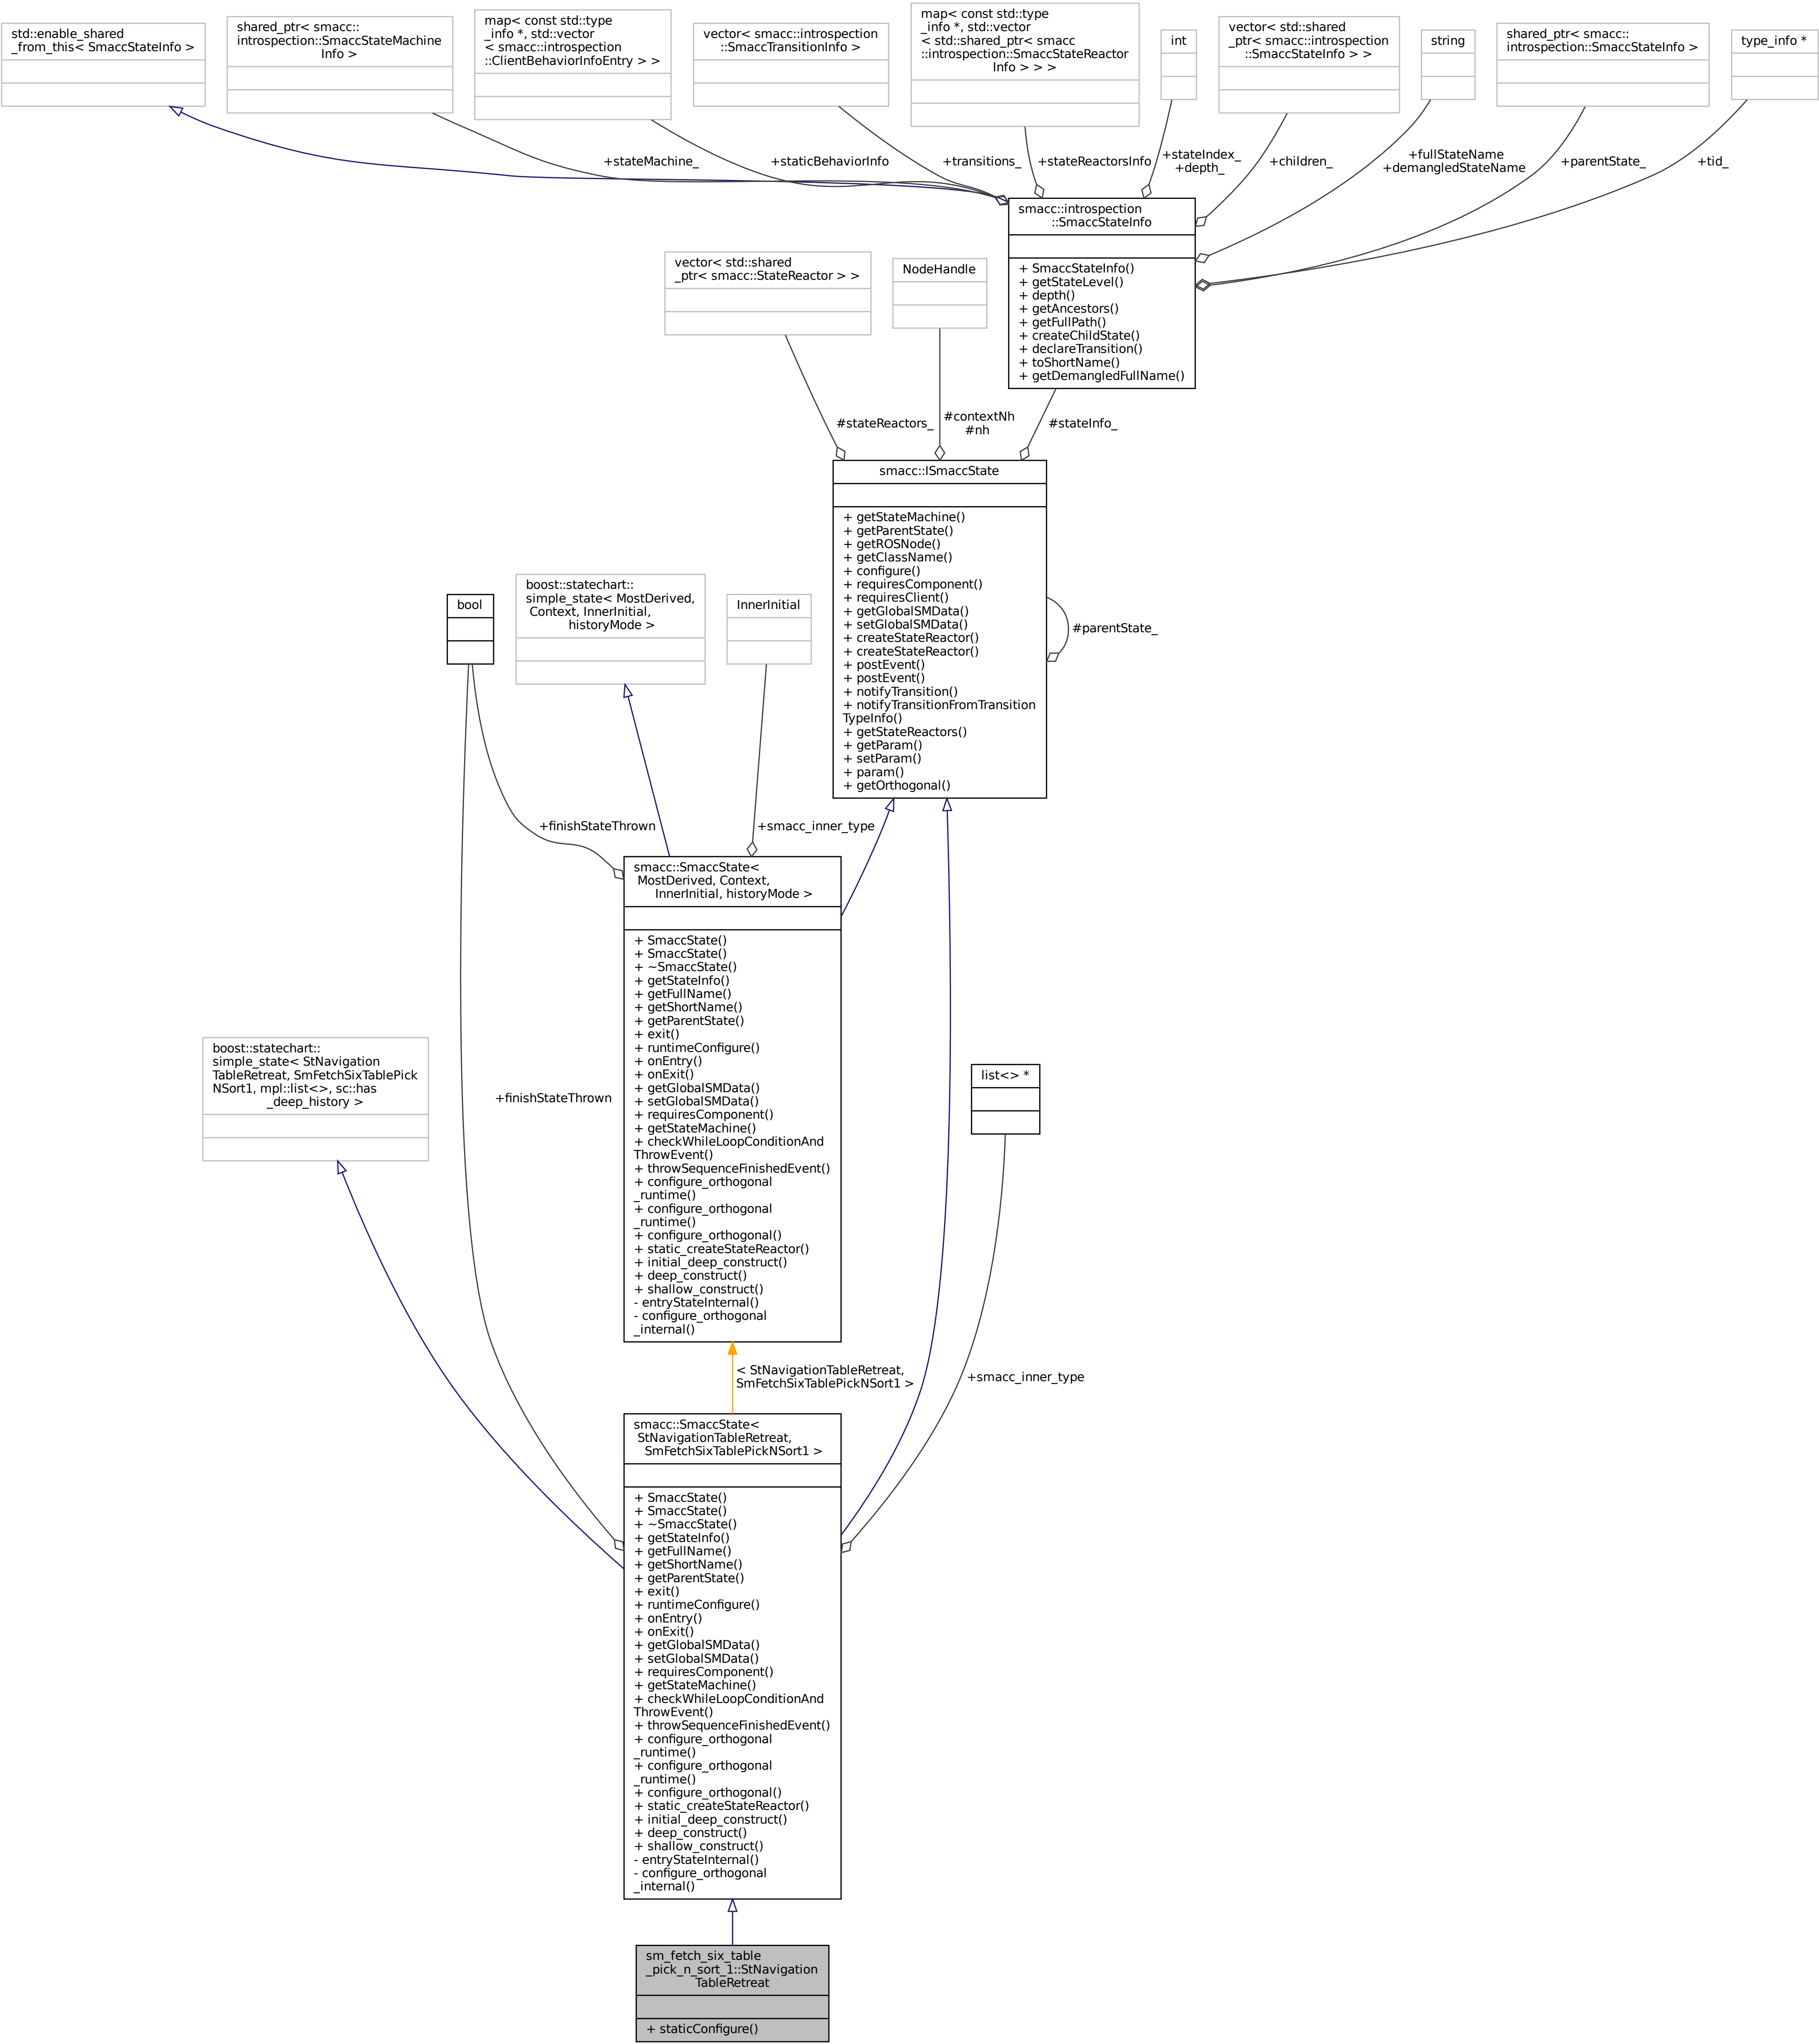 std::enable_shared
_from_this< SmaccStateInfo >
shared_ptr< smacc::
introspection::SmaccStateMachine
Info >
map< const std::type
_info *, std::vector
< smacc::introspection
::ClientBehaviorInfoEntry > >
vector< smacc::introspection
::SmaccTransitionInfo >
map< const std::type
_info *, std::vector
< std::shared_ptr< smacc
::introspection::SmaccStateReactor
Info > > >
int
vector< std::shared
_ptr< smacc::introspection
::SmaccStateInfo > >
string
shared_ptr< smacc::
introspection::SmaccStateInfo >
type_info *
+stateMachine_
+staticBehaviorInfo
+transitions_
+stateReactorsInfo
+stateIndex_
+depth_
+children_
+fullStateName
+demangledStateName
+parentState_
+tid_
smacc::introspection
::SmaccStateInfo
+ SmaccStateInfo()
+ getStateLevel()
+ depth()
+ getAncestors()
+ getFullPath()
+ createChildState()
+ declareTransition()
+ toShortName()
+ getDemangledFullName()
vector< std::shared
_ptr< smacc::StateReactor > >
NodeHandle
#stateReactors_
#contextNh
#nh
#stateInfo_
smacc::ISmaccState
+ getStateMachine()
+ getParentState()
+ getROSNode()
+ getClassName()
+ configure()
+ requiresComponent()
+ requiresClient()
+ getGlobalSMData()
+ setGlobalSMData()
+ createStateReactor()
+ createStateReactor()
+ postEvent()
+ postEvent()
+ notifyTransition()
+ notifyTransitionFromTransition
TypeInfo()
+ getStateReactors()
+ getParam()
+ setParam()
+ param()
+ getOrthogonal()
#parentState_
bool
boost::statechart::
simple_state< MostDerived,
Context, InnerInitial,
historyMode >
InnerInitial
+finishStateThrown
+smacc_inner_type
smacc::SmaccState<
MostDerived, Context,
InnerInitial, historyMode >
+ SmaccState()
+ SmaccState()
+ ~SmaccState()
+ getStateInfo()
+ getFullName()
+ getShortName()
+ getParentState()
+ exit()
+ runtimeConfigure()
+ onEntry()
+ onExit()
+ getGlobalSMData()
+ setGlobalSMData()
+ requiresComponent()
+ getStateMachine()
+ checkWhileLoopConditionAnd
ThrowEvent()
+ throwSequenceFinishedEvent()
+ configure_orthogonal
_runtime()
+ configure_orthogonal
_runtime()
+ configure_orthogonal()
+ static_createStateReactor()
+ initial_deep_construct()
+ deep_construct()
+ shallow_construct()
- entryStateInternal()
- configure_orthogonal
_internal()
boost::statechart::
simple_state< StNavigation
TableRetreat, SmFetchSixTablePick
NSort1, mpl::list<>, sc::has
_deep_history >
+finishStateThrown
list<> *
< StNavigationTableRetreat,
SmFetchSixTablePickNSort1 >
+smacc_inner_type
smacc::SmaccState<
StNavigationTableRetreat,
SmFetchSixTablePickNSort1 >
+ SmaccState()
+ SmaccState()
+ ~SmaccState()
+ getStateInfo()
+ getFullName()
+ getShortName()
+ getParentState()
+ exit()
+ runtimeConfigure()
+ onEntry()
+ onExit()
+ getGlobalSMData()
+ setGlobalSMData()
+ requiresComponent()
+ getStateMachine()
+ checkWhileLoopConditionAnd
ThrowEvent()
+ throwSequenceFinishedEvent()
+ configure_orthogonal
_runtime()
+ configure_orthogonal
_runtime()
+ configure_orthogonal()
+ static_createStateReactor()
+ initial_deep_construct()
+ deep_construct()
+ shallow_construct()
- entryStateInternal()
- configure_orthogonal
_internal()
sm_fetch_six_table
_pick_n_sort_1::StNavigation
TableRetreat
+ staticConfigure()